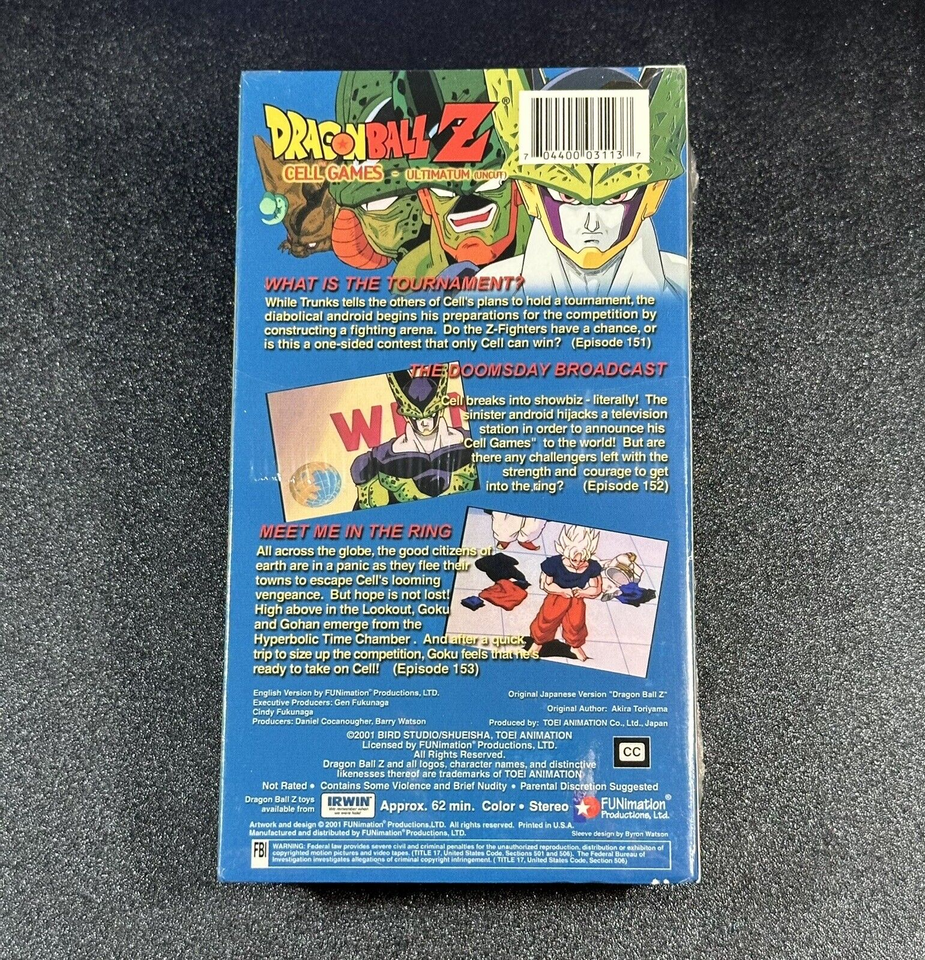 DRAGON BALL Z®
CELL GAMES - ULTIMATUM (UNCUT)
7 04400 03113 7
WHAT IS THE TOURNAMENT?
While Trunks tells the others of Cell's plans to hold a tournament, the
diabolical android begins his preparations for the competition by
constructing a fighting arena. Do the Z-Fighters have a chance, or
is this a one-sided contest that only Cell can win? (Episode 151)
THE DOOMSDAY BROADCAST
Cell breaks into showbiz - literally! The
sinister android hijacks a television
station in order to announce his
Cell Games" to the world! But are
there any challengers left with the
strength and courage to get
into the ring? (Episode 152)
MEET ME IN THE RING
All across the globe, the good citizens of
earth are in a panic as they flee their
towns to escape Cell's looming
vengeance. But hope is not lost!
High above in the Lookout, Goku
and Gohan emerge from the
Hyperbolic Time Chamber . And after a quick
trip to size up the competition, Goku feels that he's
ready to take on Cell! (Episode 153)
English Version by FUNimation® Productions, LTD.
Executive Producers: Gen Fukunaga
Cindy Fukunaga
Producers: Daniel Cocanougher, Barry Watson
Original Japanese Version "Dragon Ball Z"
Original Author: Akira Toriyama
Produced by: TOEI ANIMATION Co., Ltd., Japan
©2001 BIRD STUDIO/SHUEISHA, TOEI ANIMATION
Licensed by FUNimation® Productions, LTD.
All Rights Reserved.
Dragon Ball Z and all logos, character names, and distinctive
likenesses thereof are trademarks of TOEI ANIMATION
CC
Not Rated • Contains Some Violence and Brief Nudity • Parental Discretion Suggested
Dragon Ball Z toys
available from
IRWIN
Approx. 62 min. Color • Stereo
FUNimation®
Productions, Ltd.
Artwork and design © 2001 FUNimation® Productions,LTD. All rights reserved. Printed in U.S.A.
Manufactured and distributed by FUNimation® Productions, LTD.
Sleeve design by Byron Watson
FBI
WARNING: Federal law provides severe civil and criminal penalties for the unauthorized reproduction, distribution or exhibiton of
copyrighted motion pictures and video tapes. (TITLE 17, United States Code, Sections 501 and 506). The Federal Bureau of
Investigation investigates allegations of criminal copyright infringement. ( TITLE 17, United States Code, Section 506)